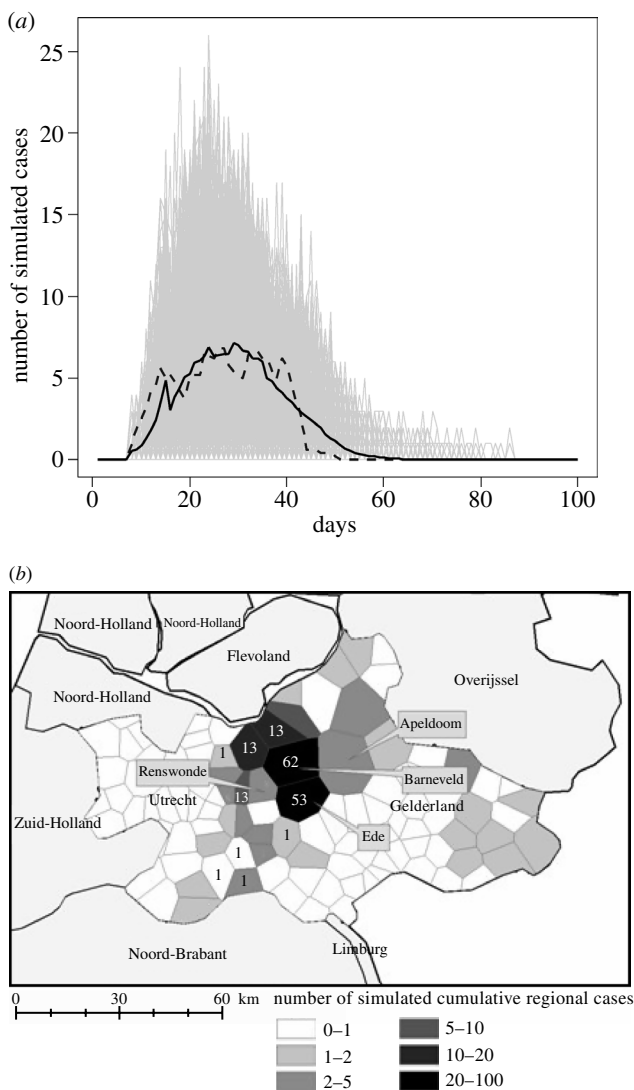 (a)
25
20
15
10
5
0
number of simulated cases
0
20
40
60
80
100
days
(b)
Noord-Holland
Noord-Holland
Flevoland
Noord-Holland
Overijssel
Apeldoom
13
1
13
62
Renswonde
Barneveld
Utrecht
13
53
Gelderland
Zuid-Holland
Ede
1
1
1
1
Noord-Brabant
Limburg
0 30 60 km
number of simulated cumulative regional cases
0–1
5–10
1–2
10–20
2–5
20–100